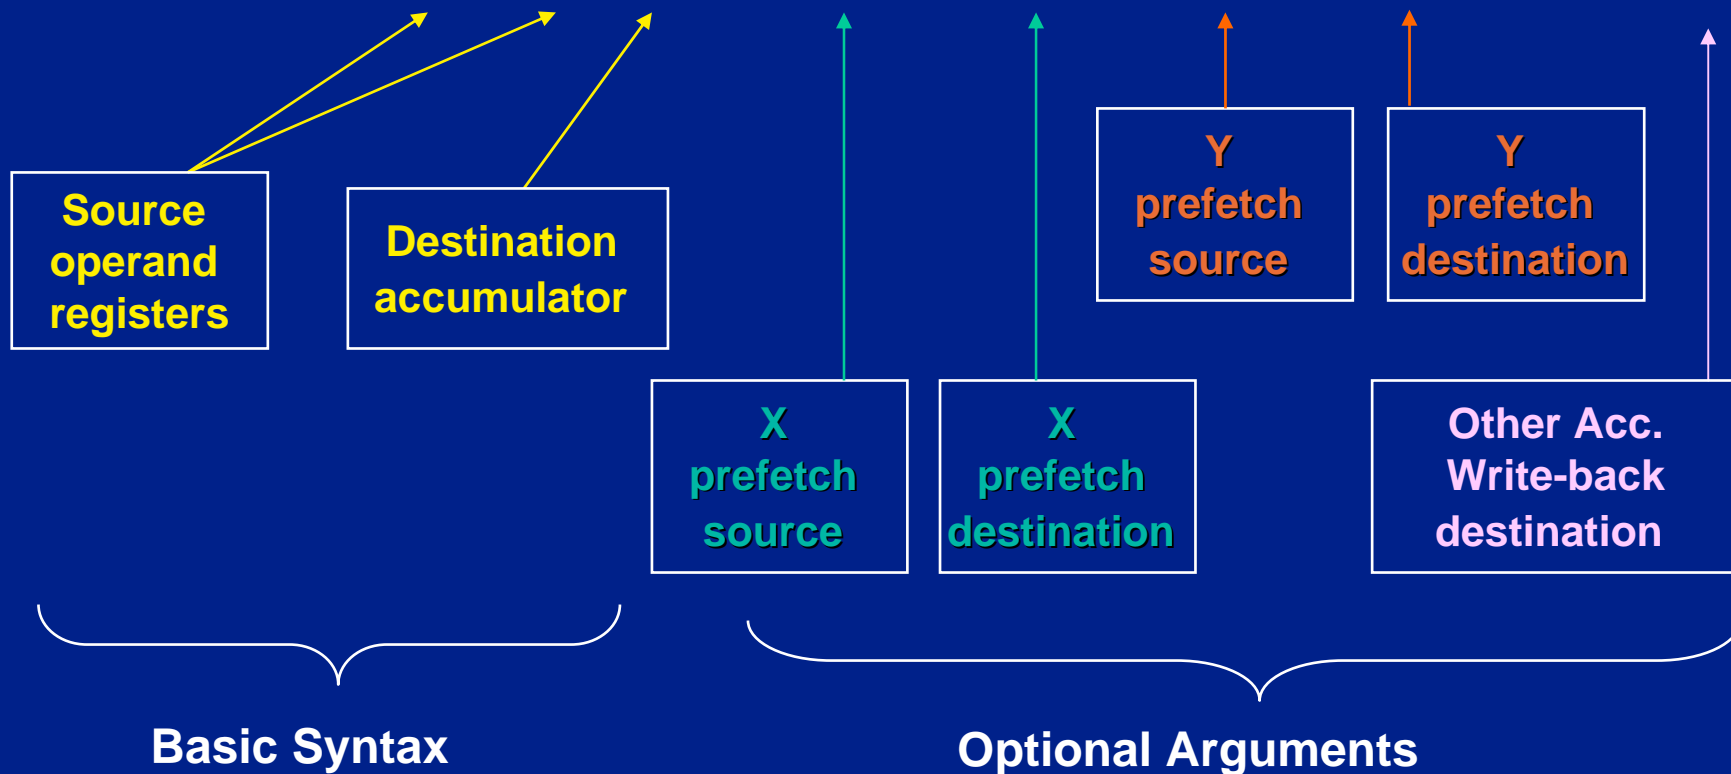 Source
operand
registers
Destination
accumulator
X
prefetch
source
X
prefetch
destination
Y
prefetch
source
Y
prefetch
destination
Other Acc.
Write-back
destination
Basic Syntax
Optional Arguments